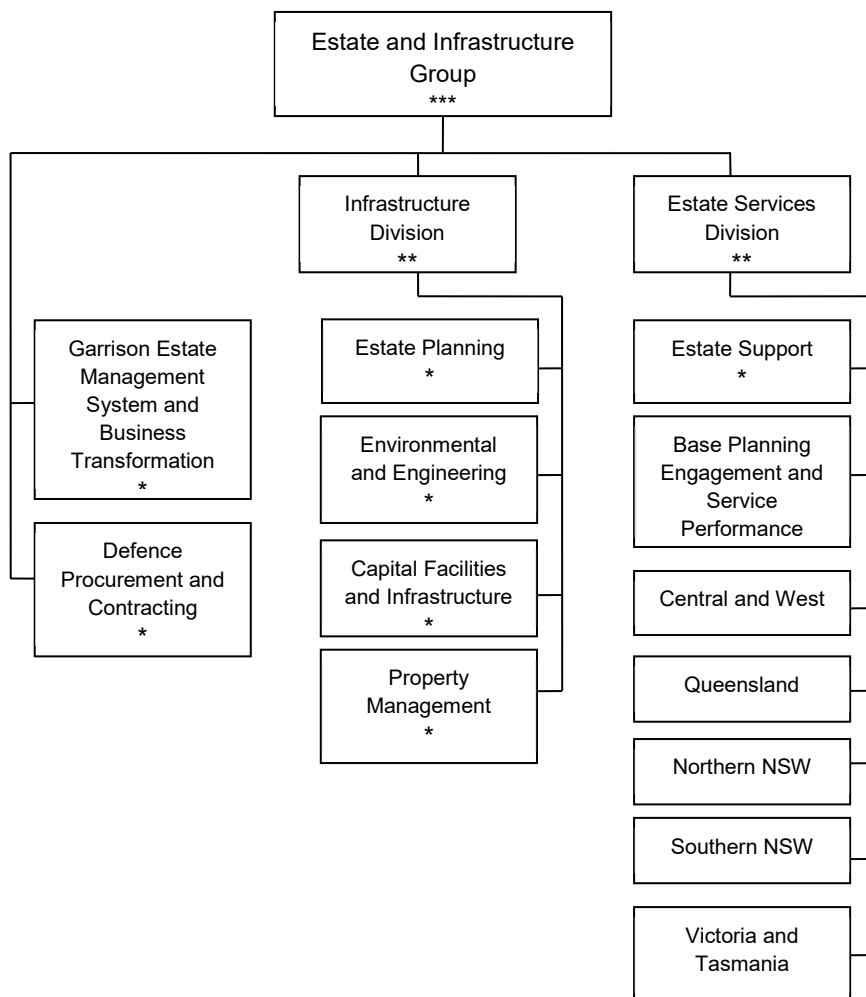 Estate and Infrastructure
Group
***
Infrastructure
Division
**
Estate Services
Division
**
Garrison Estate
Management
System and
Business
Transformation
*
Defence
Procurement and
Contracting
*
Estate Planning
*
Environmental
and Engineering
*
Capital Facilities
and Infrastructure
*
Property
Management
*
Estate Support
*
Base Planning
Engagement and
Service
Performance
Central and West
Queensland
Northern NSW
Southern NSW
Victoria and
Tasmania